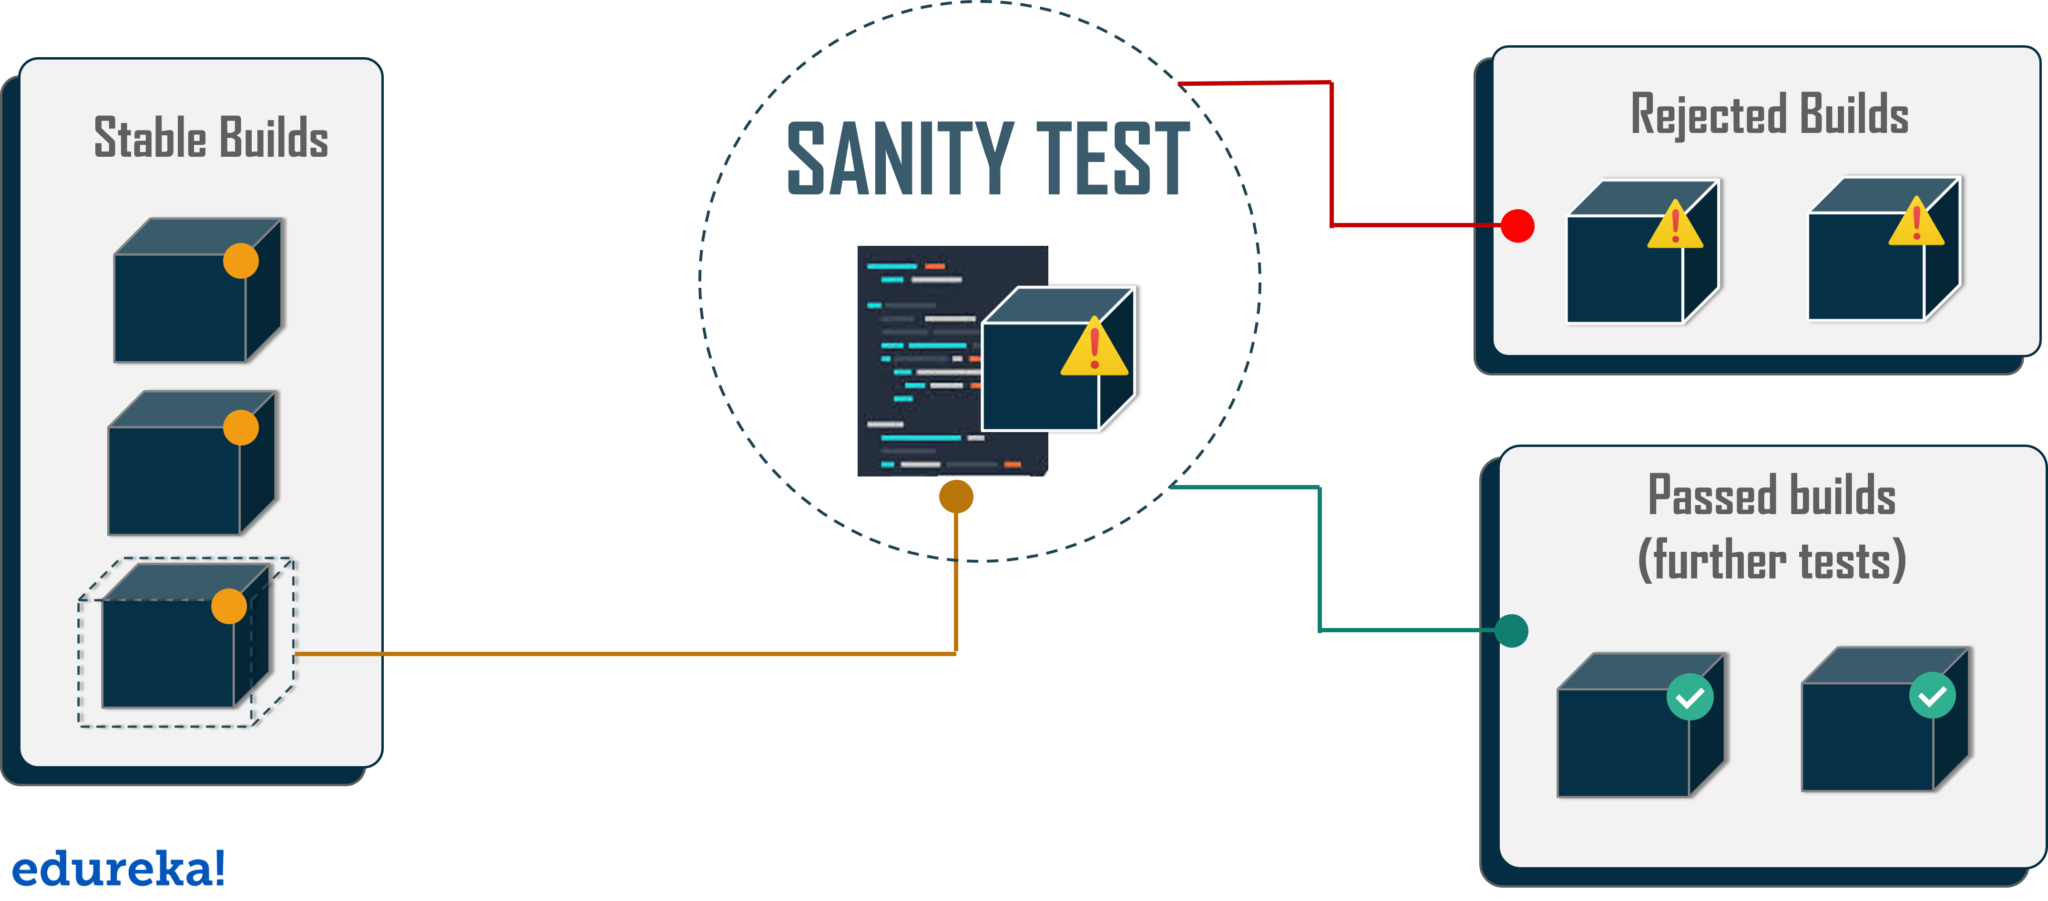 Stable Builds
SANITY TEST
Rejected Builds
Passed builds
(further tests)
edureka!